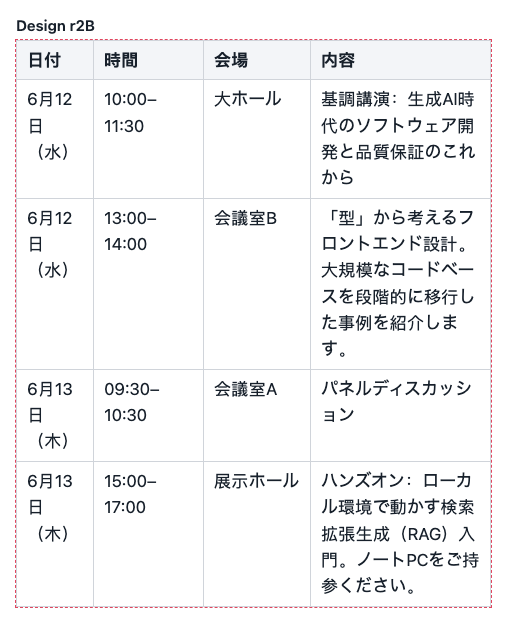 Design r2B
日付 時間 会場 内容
6月12
日
（水）
10:00–
11:30
大ホール
基調講演：生成AI時
代のソフトウェア開
発と品質保証のこれ
から
6月12
日
（水）
13:00–
14:00
会議室B
「型」から考えるフ
ロントエンド設計。
大規模なコードベー
スを段階的に移行し
た事例を紹介しま
す。
6月13
日
（木）
09:30–
10:30
会議室A
パネルディスカッシ
ョン
6月13
日
（木）
15:00–
17:00
展示ホール
ハンズオン：ローカ
ル環境で動かす検索
拡張生成（RAG）入
門。ノートPCをご持
参ください。